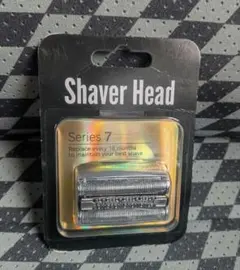 Shaver Head
Series 7
Replace every 18 months
to maintain your best shave